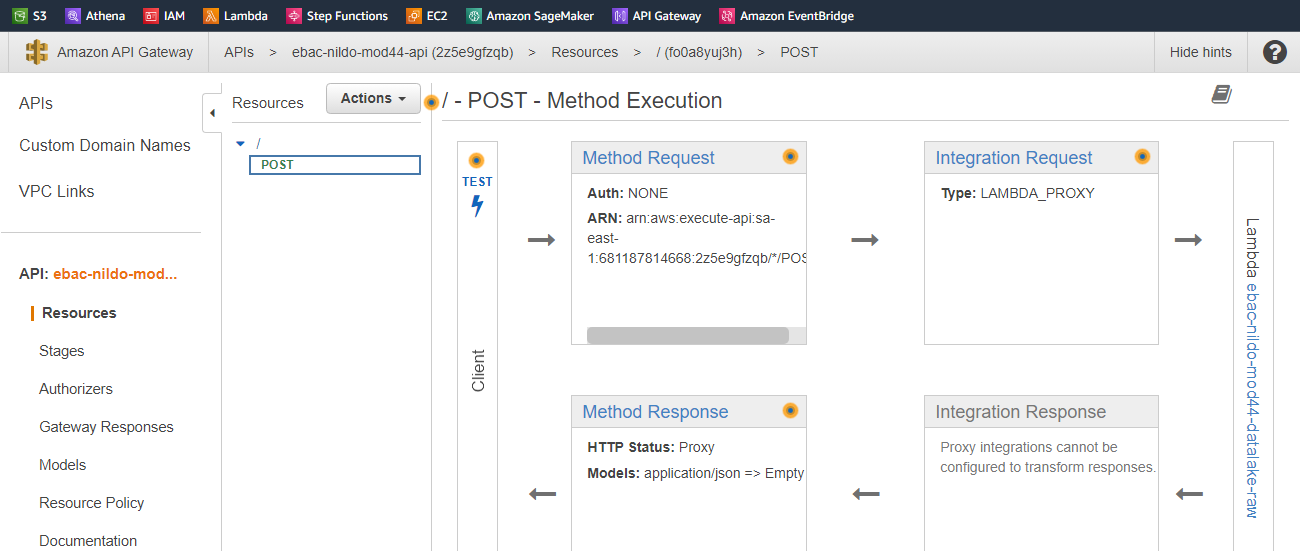 S3 Athena IAM Lambda Step Functions EC2 Amazon SageMaker API Gateway Amazon EventBridge
Amazon API Gateway APIs > ebac-nildo-mod44-api (2z5e9gfzqb) > Resources > / (fo0a8yuj3h) > POST Hide hints ?
APIs
Custom Domain Names
VPC Links
API: ebac-nildo-mod...
Resources
Stages
Authorizers
Gateway Responses
Models
Resource Policy
Documentation
Resources Actions
/
POST
/ - POST - Method Execution
TEST
Client
Method Request
Auth: NONE
ARN: arn:aws:execute-api:sa-
east-
1:681187814668:2z5e9gfzqb/*/POS
Integration Request
Type: LAMBDA_PROXY
Lambda ebac-nildo-mod44-datalake-raw
Method Response
HTTP Status: Proxy
Models: application/json => Empty
Integration Response
Proxy integrations cannot be
configured to transform responses.